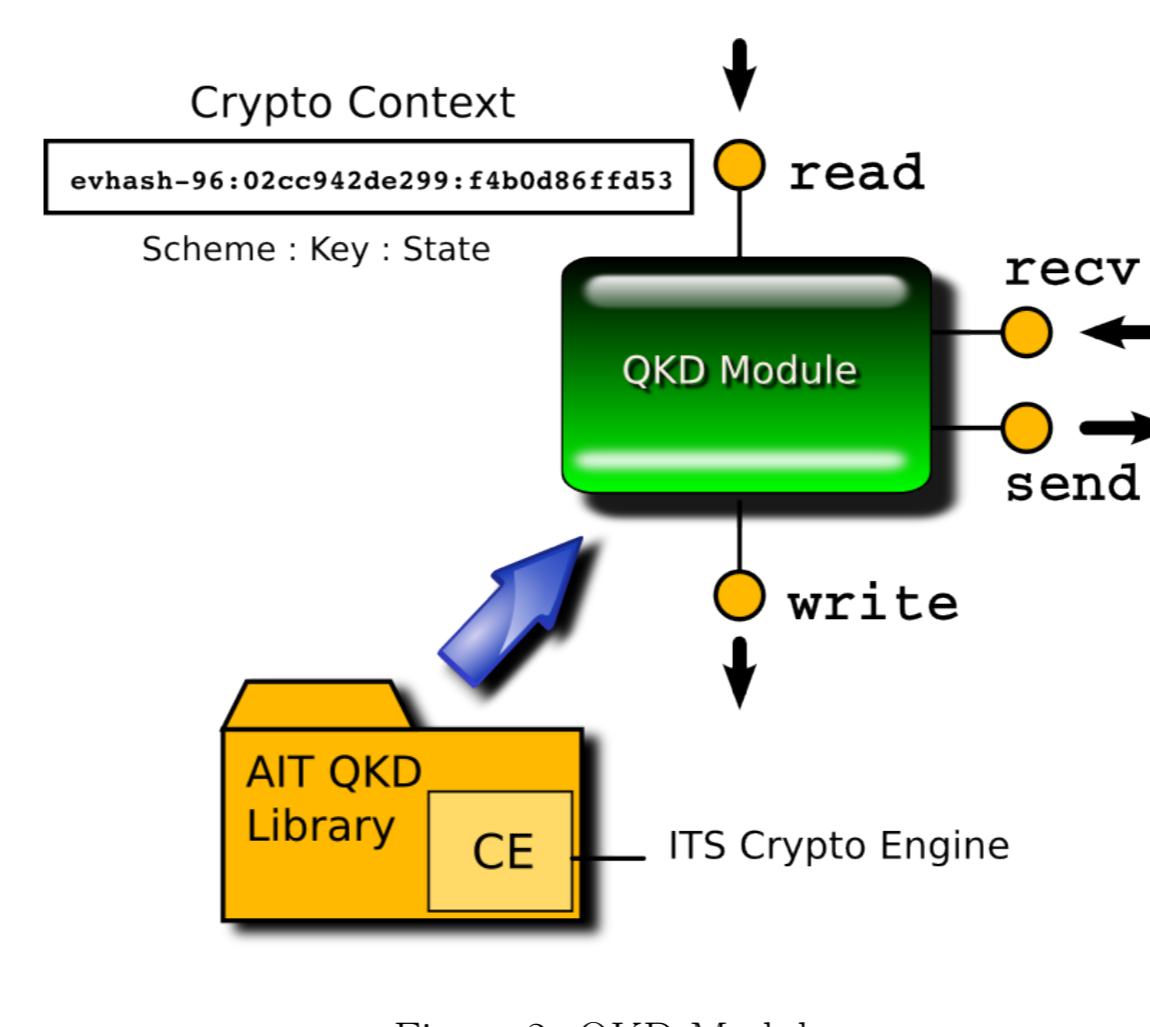 Crypto Context
evhash-96:02cc942de299:f4b0d86ffd53
read
Scheme : Key : State
recv
QKD Module
send
write
AIT QKD
Library
CE
ITS Crypto Engine